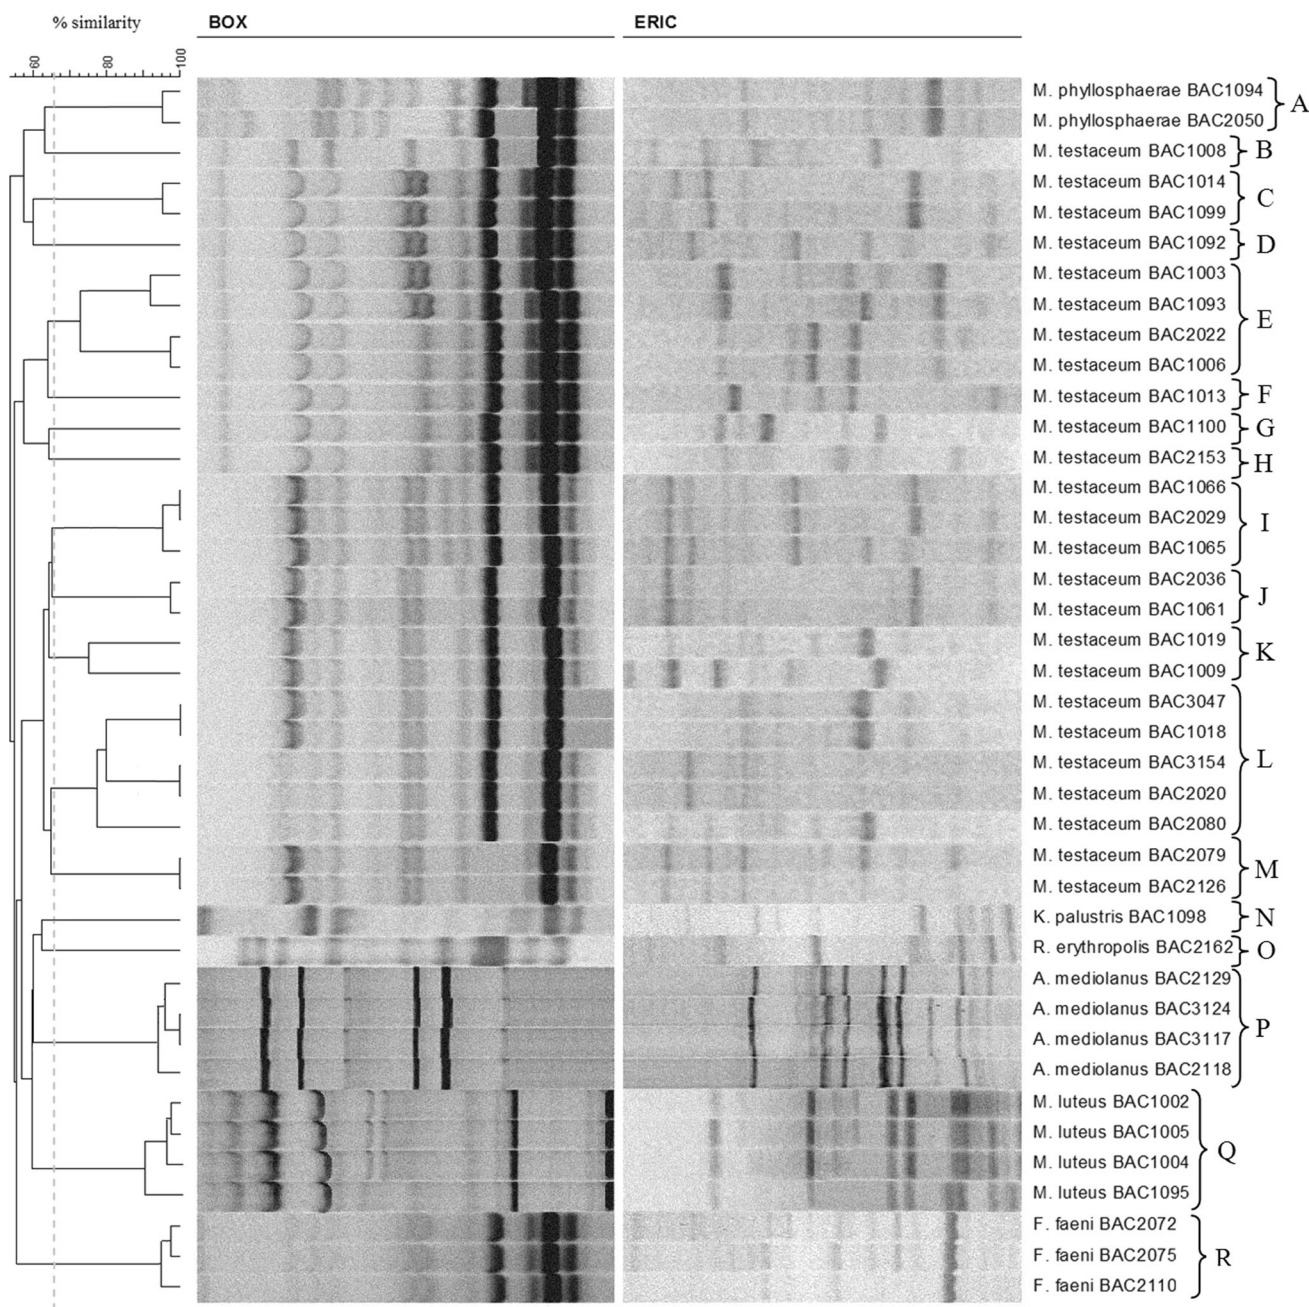 % similarity
BOX
ERIC
60
80
100
M. phyllosphaerae BAC1094
M. phyllosphaerae BAC2050
A
M. testaceum BAC1008
B
M. testaceum BAC1014
M. testaceum BAC1099
C
M. testaceum BAC1092
D
M. testaceum BAC1003
M. testaceum BAC1093
M. testaceum BAC2022
M. testaceum BAC1006
E
M. testaceum BAC1013
F
M. testaceum BAC1100
G
M. testaceum BAC2153
H
M. testaceum BAC1066
M. testaceum BAC2029
M. testaceum BAC1065
I
M. testaceum BAC2036
M. testaceum BAC1061
J
M. testaceum BAC1019
M. testaceum BAC1009
K
M. testaceum BAC3047
M. testaceum BAC1018
M. testaceum BAC3154
M. testaceum BAC2020
M. testaceum BAC2080
L
M. testaceum BAC2079
M. testaceum BAC2126
M
K. palustris BAC1098
N
R. erythropolis BAC2162
O
A. mediolanus BAC2129
A. mediolanus BAC3124
A. mediolanus BAC3117
A. mediolanus BAC2118
P
M. luteus BAC1002
M. luteus BAC1005
M. luteus BAC1004
M. luteus BAC1095
Q
F. faeni BAC2072
F. faeni BAC2075
F. faeni BAC2110
R